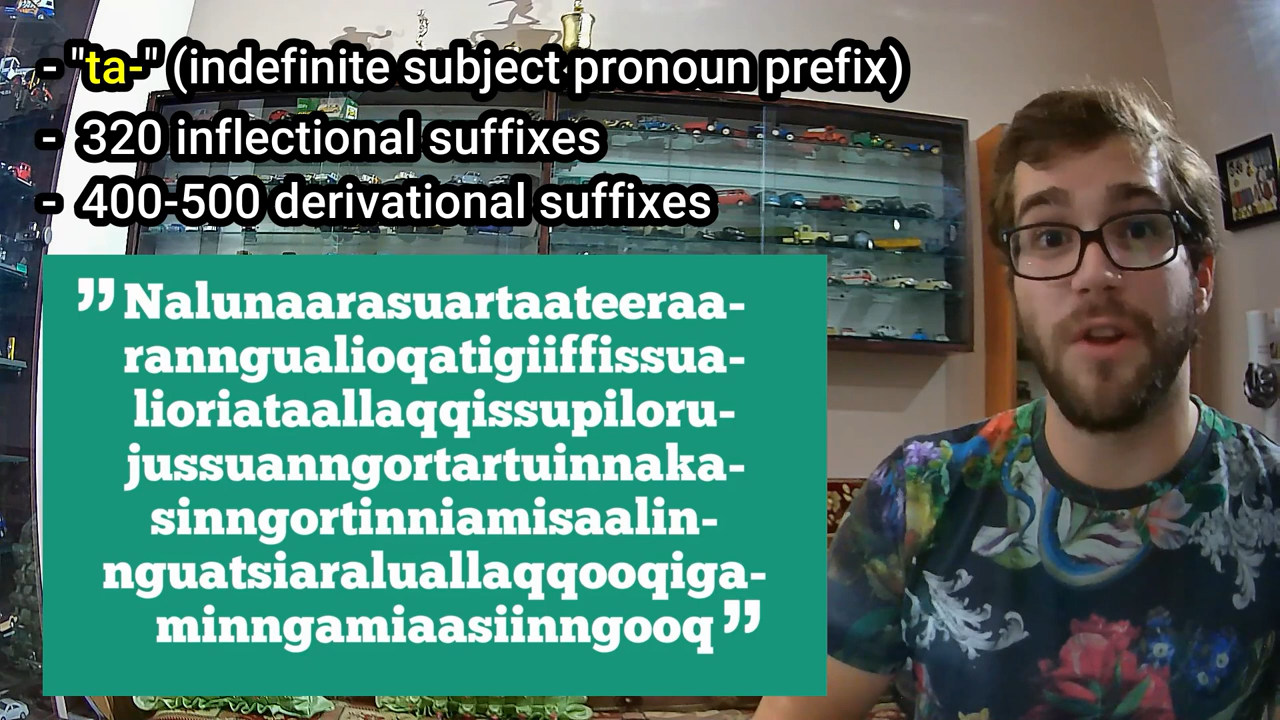 - "ta-" (indefinite subject pronoun prefix)
- 320 inflectional suffixes
- 400-500 derivational suffixes
”Nalunaarasuartaateeraa-
ranngualioqatigiiffissua-
lioriataallaqqissupiloru-
jussuanngortartuinnaka-
sinngortinniamisaalin-
nguatsiaraluallaqqooqiga-
minngamiaasiinngooq”